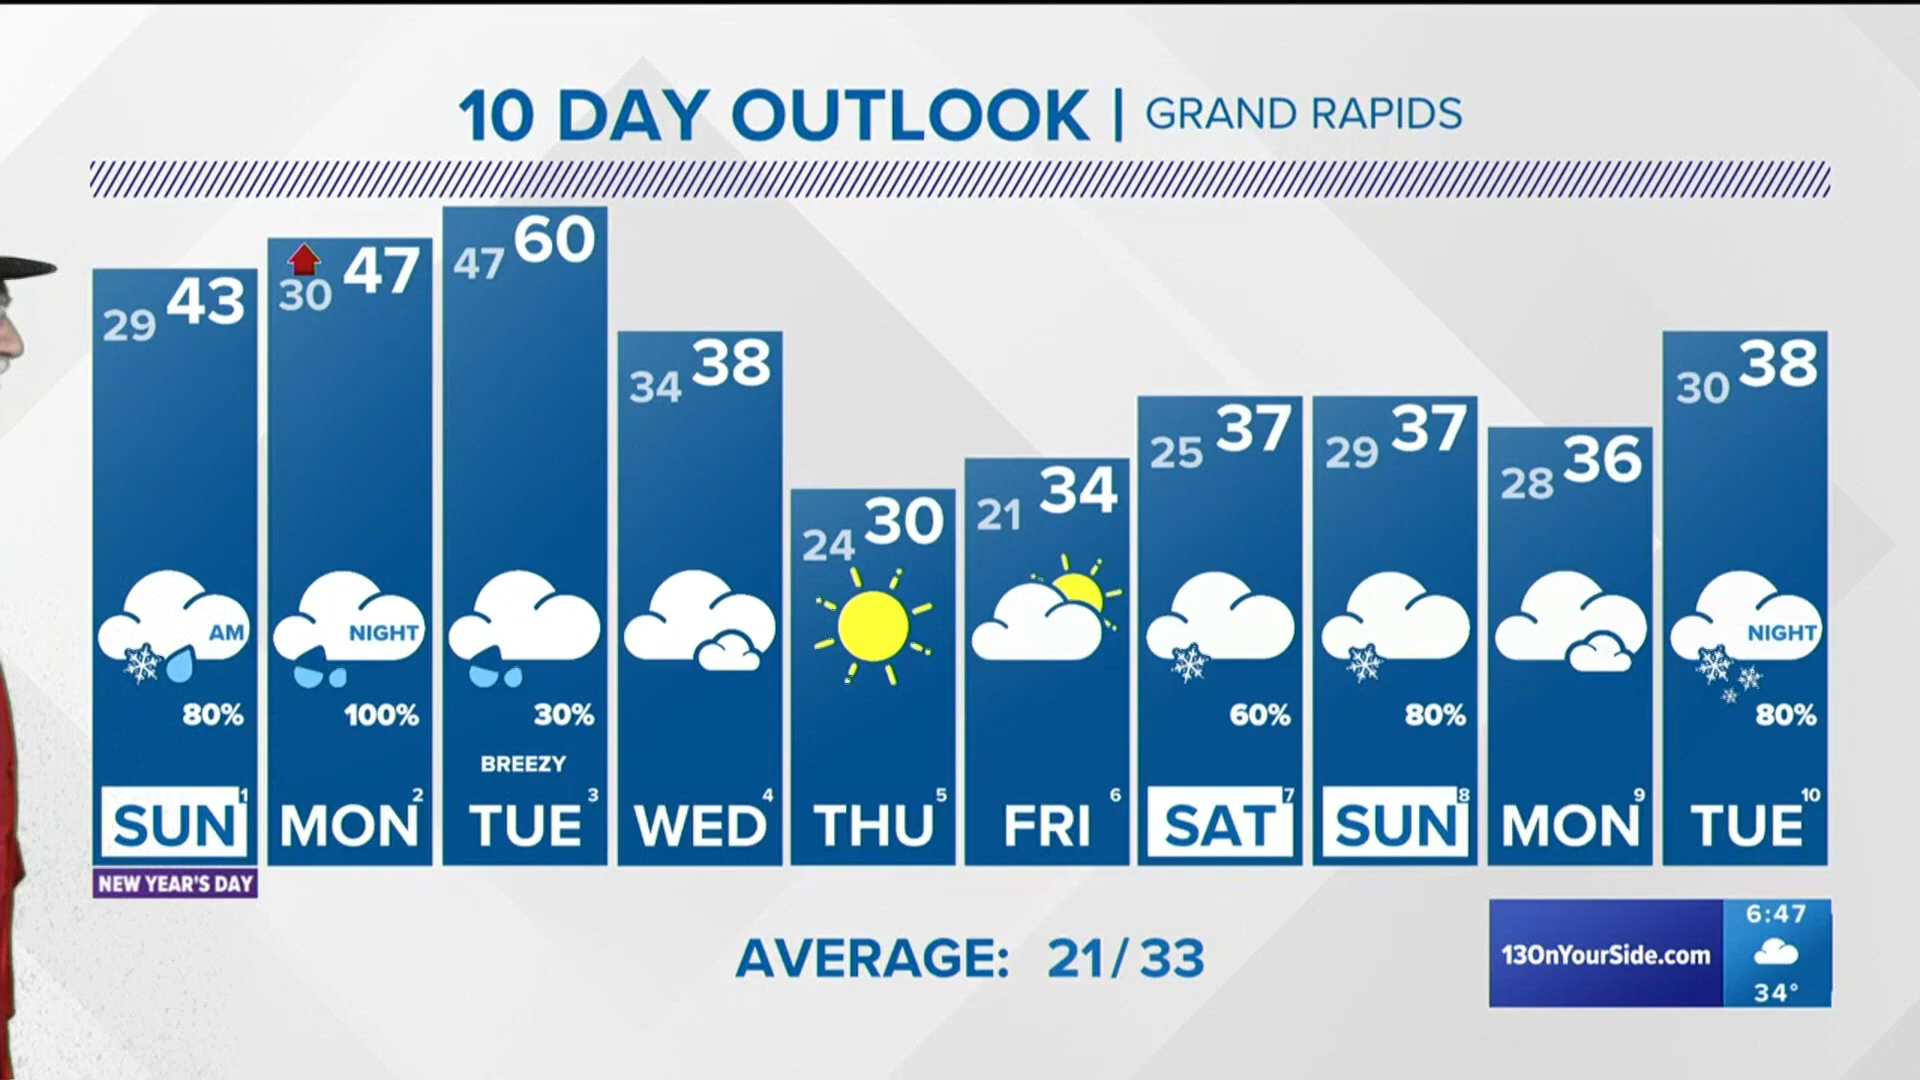 10 DAY OUTLOOK | GRAND RAPIDS
29 43
30 47
47 60
34 38
24 30
21 34
25 37
29 37
28 36
30 38
AM
NIGHT
NIGHT
80%
100%
30%
60%
80%
80%
BREEZY
SUN 1
MON 2
TUE 3
WED 4
THU 5
FRI 6
SAT 7
SUN 8
MON 9
TUE 10
NEW YEAR'S DAY
AVERAGE: 21/33
13OnYourSide.com
6:47
34°